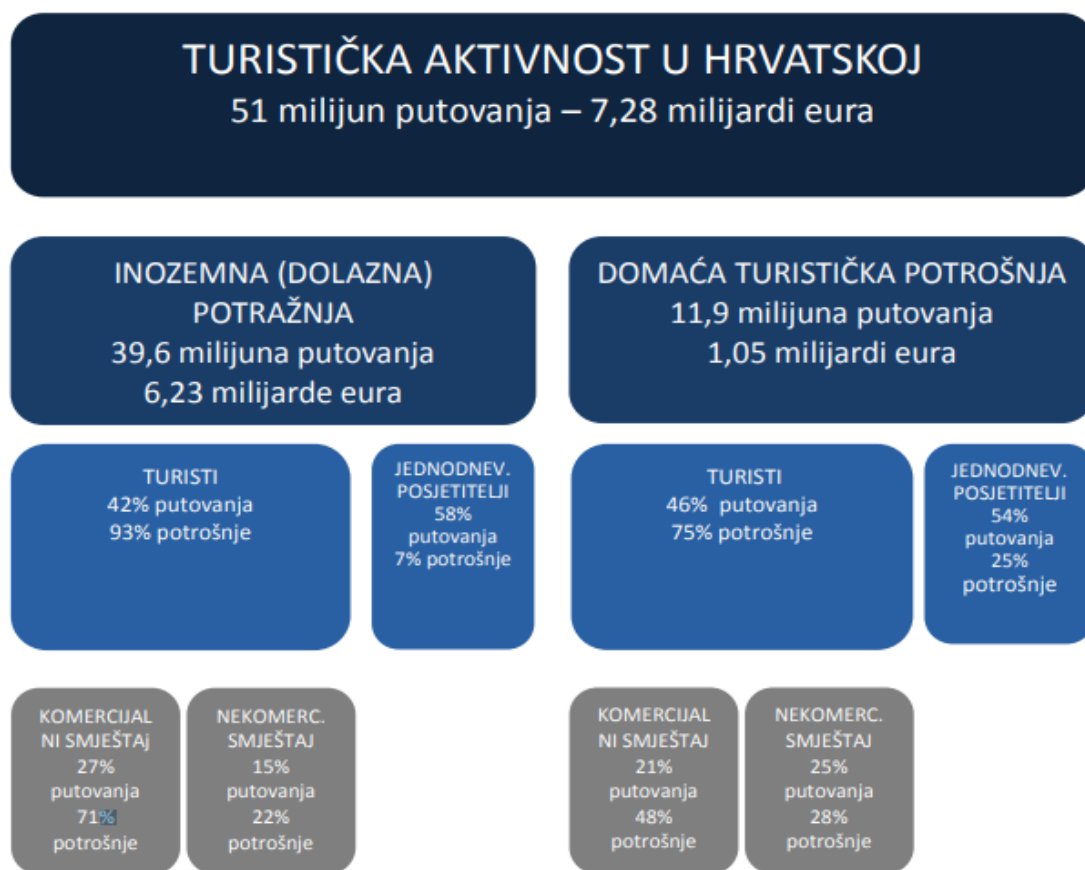 TURISTIČKA AKTIVNOST U HRVATSKOJ
51 milijun putovanja – 7,28 milijardi eura
INOZEMNA (DOLAZNA)
POTRAŽNJA
39,6 milijuna putovanja
6,23 milijarde eura
DOMAĆA TURISTIČKA POTROŠNJA
11,9 milijuna putovanja
1,05 milijardi eura
TURISTI
42% putovanja
93% potrošnje
JEDNODNEV.
POSJETITELJI
58%
putovanja
7% potrošnje
TURISTI
46% putovanja
75% potrošnje
JEDNODNEV.
POSJETITELJI
54%
putovanja
25%
potrošnje
KOMERCIJAL
NI SMJEŠTAj
27%
putovanja
71%
potrošnje
NEKOMERC.
SMJEŠTAJ
15%
putovanja
22%
potrošnje
KOMERCIJAL
NI SMJEŠTAJ
21%
putovanja
48%
potrošnje
NEKOMERC.
SMJEŠTAJ
25%
putovanja
28%
potrošnje